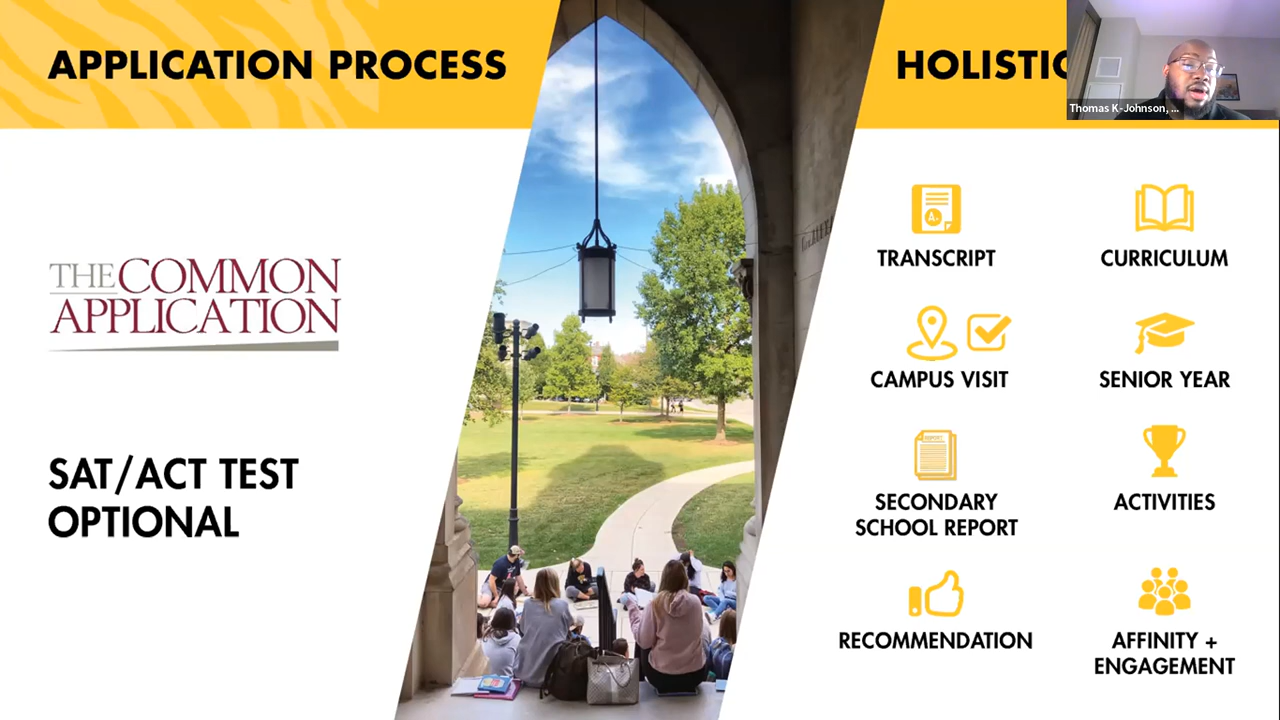 APPLICATION PROCESS
THE COMMON
APPLICATION
SAT/ACT TEST
OPTIONAL
HOLISTIC
Thomas K-Johnson, ...
TRANSCRIPT
CURRICULUM
CAMPUS VISIT
SENIOR YEAR
REPORT
SECONDARY
SCHOOL REPORT
ACTIVITIES
RECOMMENDATION
AFFINITY +
ENGAGEMENT